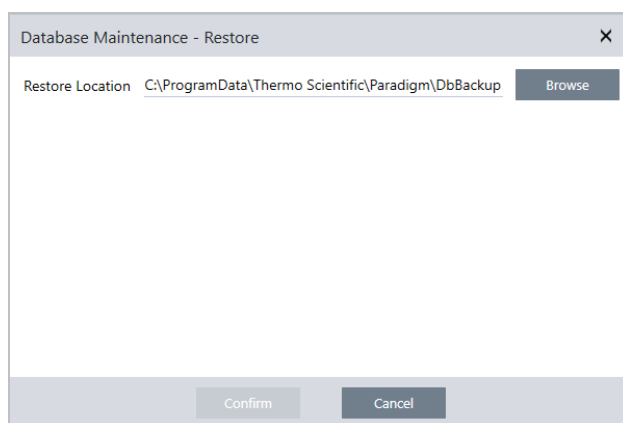 Database Maintenance - Restore
Restore Location C:\ProgramData\Thermo Scientific\Paradigm\DbBackup Browse
Confirm Cancel